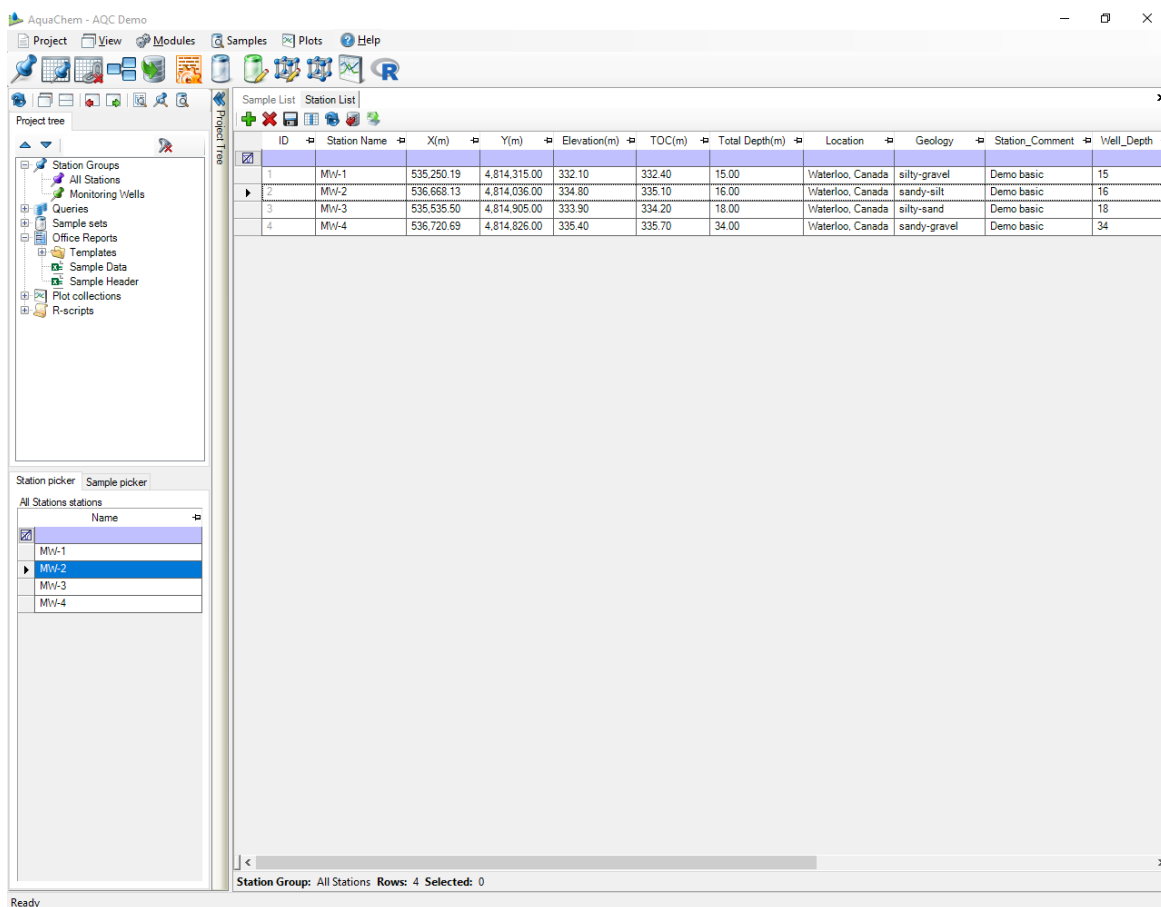 AquaChem - AQC Demo
Project View Modules Samples Plots Help
Project tree
Station Groups
All Stations
Monitoring Wells
Queries
Sample sets
Office Reports
Templates
Sample Data
Sample Header
Plot collections
R-scripts
Project Tree
Station picker Sample picker
All Stations stations
Name
MW-1
MW-2
MW-3
MW-4
Sample List Station List
ID Station Name X(m) Y(m) Elevation(m) TOC(m) Total Depth(m) Location Geology Station_Comment Well_Depth
1 MW-1 535,250.19 4,814,315.00 332.10 332.40 15.00 Waterloo, Canada silty-gravel Demo basic 15
2 MW-2 536,668.13 4,814,036.00 334.80 335.10 16.00 Waterloo, Canada sandy-silt Demo basic 16
3 MW-3 535,535.50 4,814,905.00 333.90 334.20 18.00 Waterloo, Canada silty-sand Demo basic 18
4 MW-4 536,720.69 4,814,826.00 335.40 335.70 34.00 Waterloo, Canada sandy-gravel Demo basic 34
Station Group: All Stations Rows: 4 Selected: 0
Ready